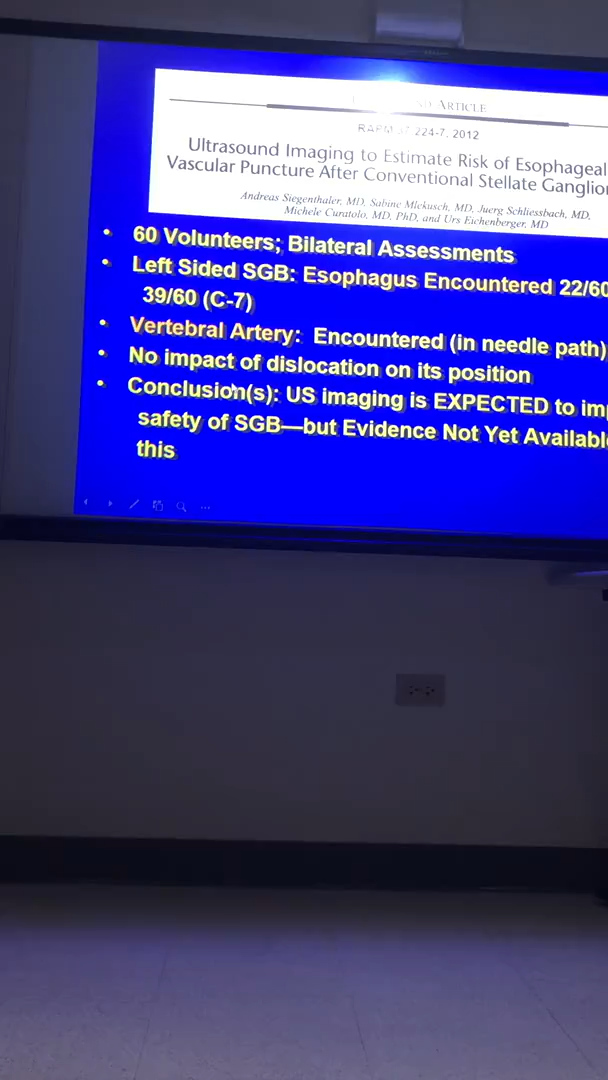 ARTICLE
224-7, 2012
Ultrasound Imaging to Estimate Risk of Esophageal
Vascular Puncture After Conventional Stellate
Andreas Siegenthaler, MD, Sabine Mlekusch, MD, Juerg Schliessbach, MD,
Michele Curatolo, MD, PhD, and Urs Eichenberger, MD
• 60 Volunteers; Bilateral Assessments
• Left Sided SGB: Esophagus Encountered 22/60
39/60 (C-7)
• Vertebral Artery: Encountered (in needle path)
• No impact of dislocation on its position
• Conclusion(s): US imaging is EXPECTED to
safety of SGB—but Evidence Not Yet
this